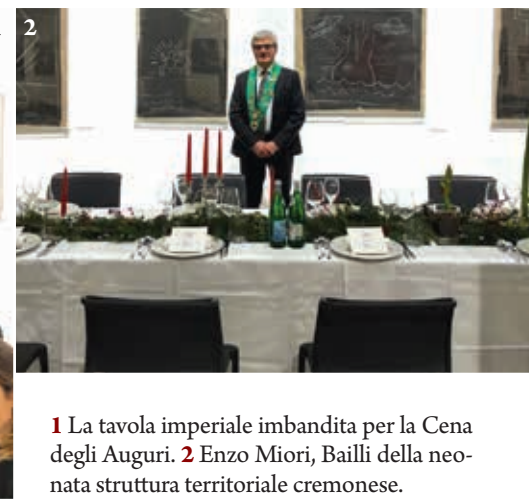 2
1 La tavola imperiale imbandita per la Cena
degli Auguri. 2 Enzo Miori, Bailli della neo-
nata struttura territoriale cremonese.